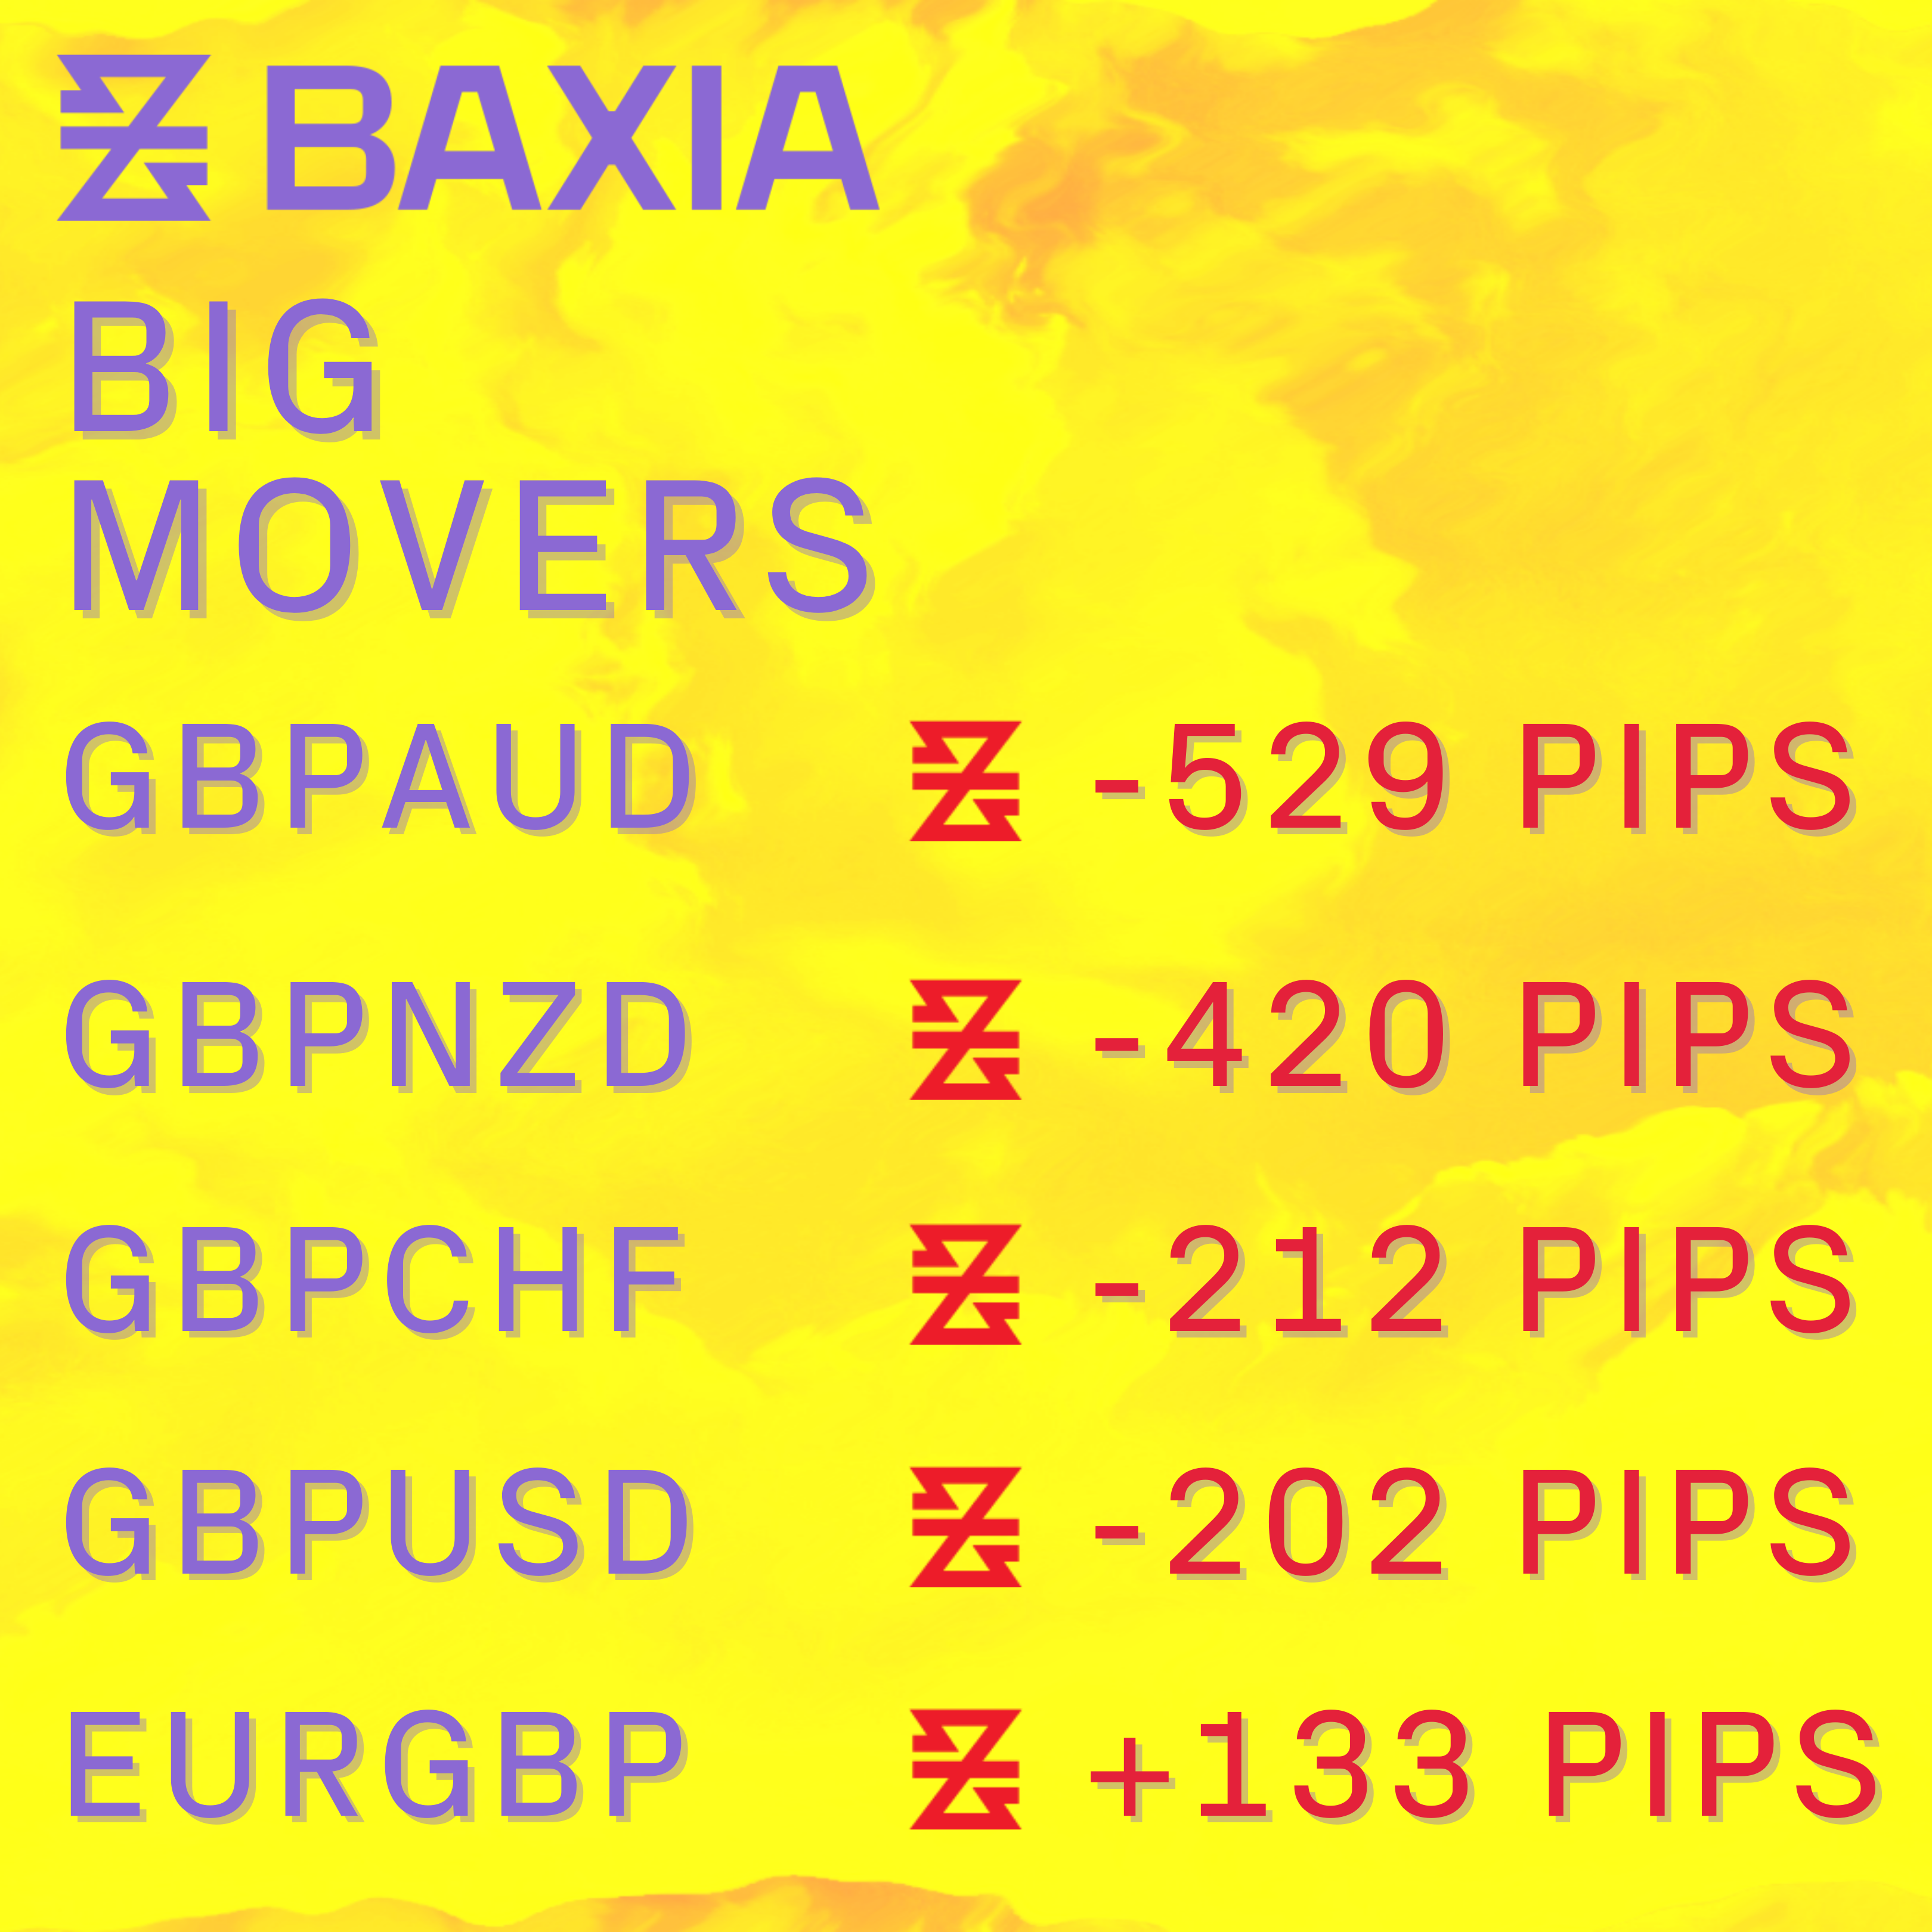 BAXIA
BIG
MOVERS
GBPAUD -529 PIPS
GBPNZD -420 PIPS
GBPCHF -212 PIPS
GBPUSD -202 PIPS
EURGBP +133 PIPS